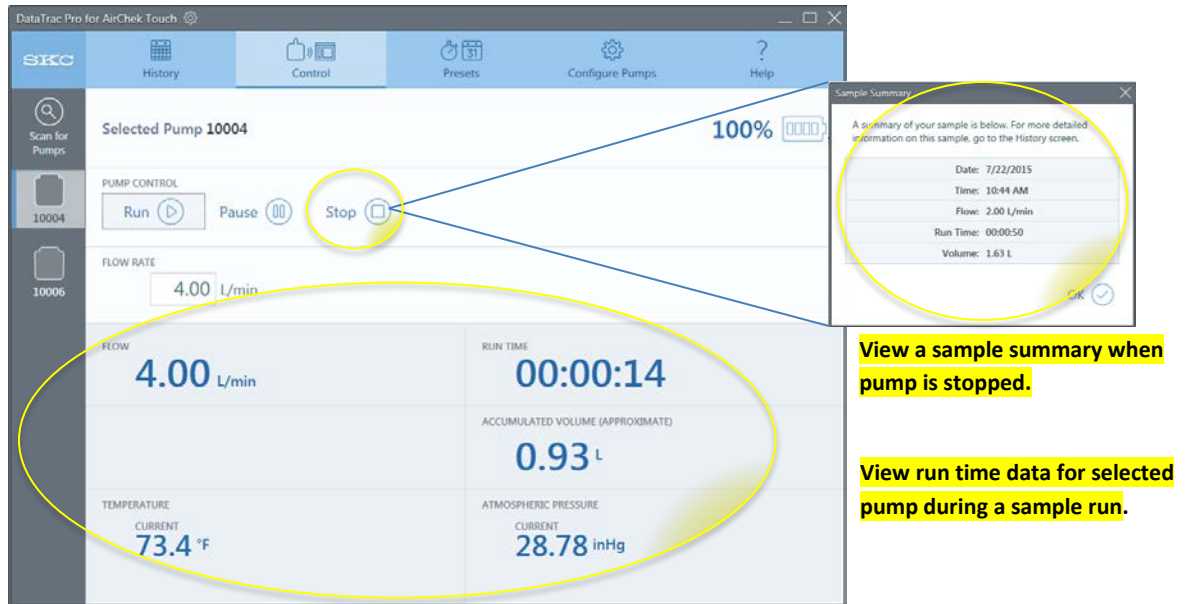 DataTrac Pro for AirChek Touch
SKC
History
Control
Presets
31
Configure Pumps
?
Help
Scan for
Pumps
10004
10006
Selected Pump 10004
100%
PUMP CONTROL
Run
Pause
Stop
FLOW RATE
4.00 L/min
FLOW
4.00 L/min
RUN TIME
00:00:14
ACCUMULATED VOLUME (APPROXIMATE)
0.93 L
TEMPERATURE
CURRENT
73.4 °F
ATMOSPHERIC PRESSURE
CURRENT
28.78 inHg
Sample Summary
A summary of your sample is below. For more detailed
information on this sample, go to the History screen.
Date: 7/22/2015
Time: 10:44 AM
Flow: 2.00 L/min
Run Time: 00:00:50
Volume: 1.63 L
OK
View a sample summary when
pump is stopped.
View run time data for selected
pump during a sample run.